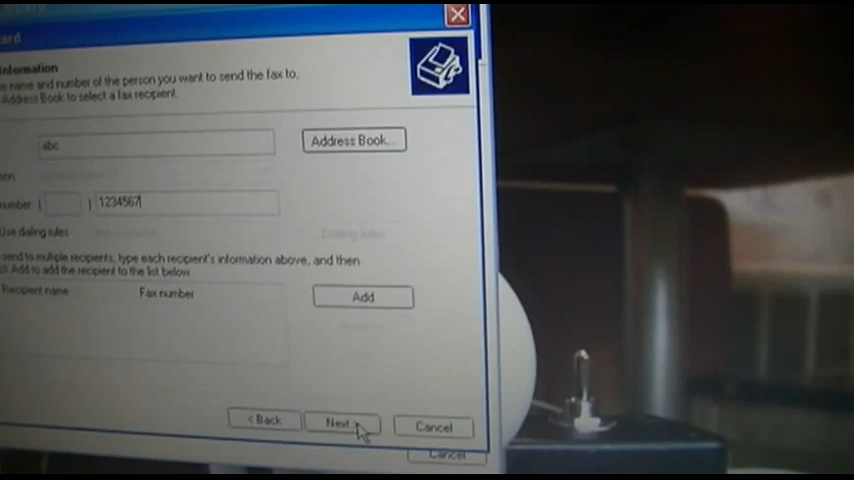 ard
Information
e name and number of the person you want to send the fax to,
Address Book to select a fax recipient.
abc
Address Book...
on
number: (
) 1234567
Use dialing rules
send to multiple recipients, type each recipient's information above, and then
ck Add to add the recipient to the list below.
Recipient name
Fax number
Add
< Back
Next >
Cancel
Cancel